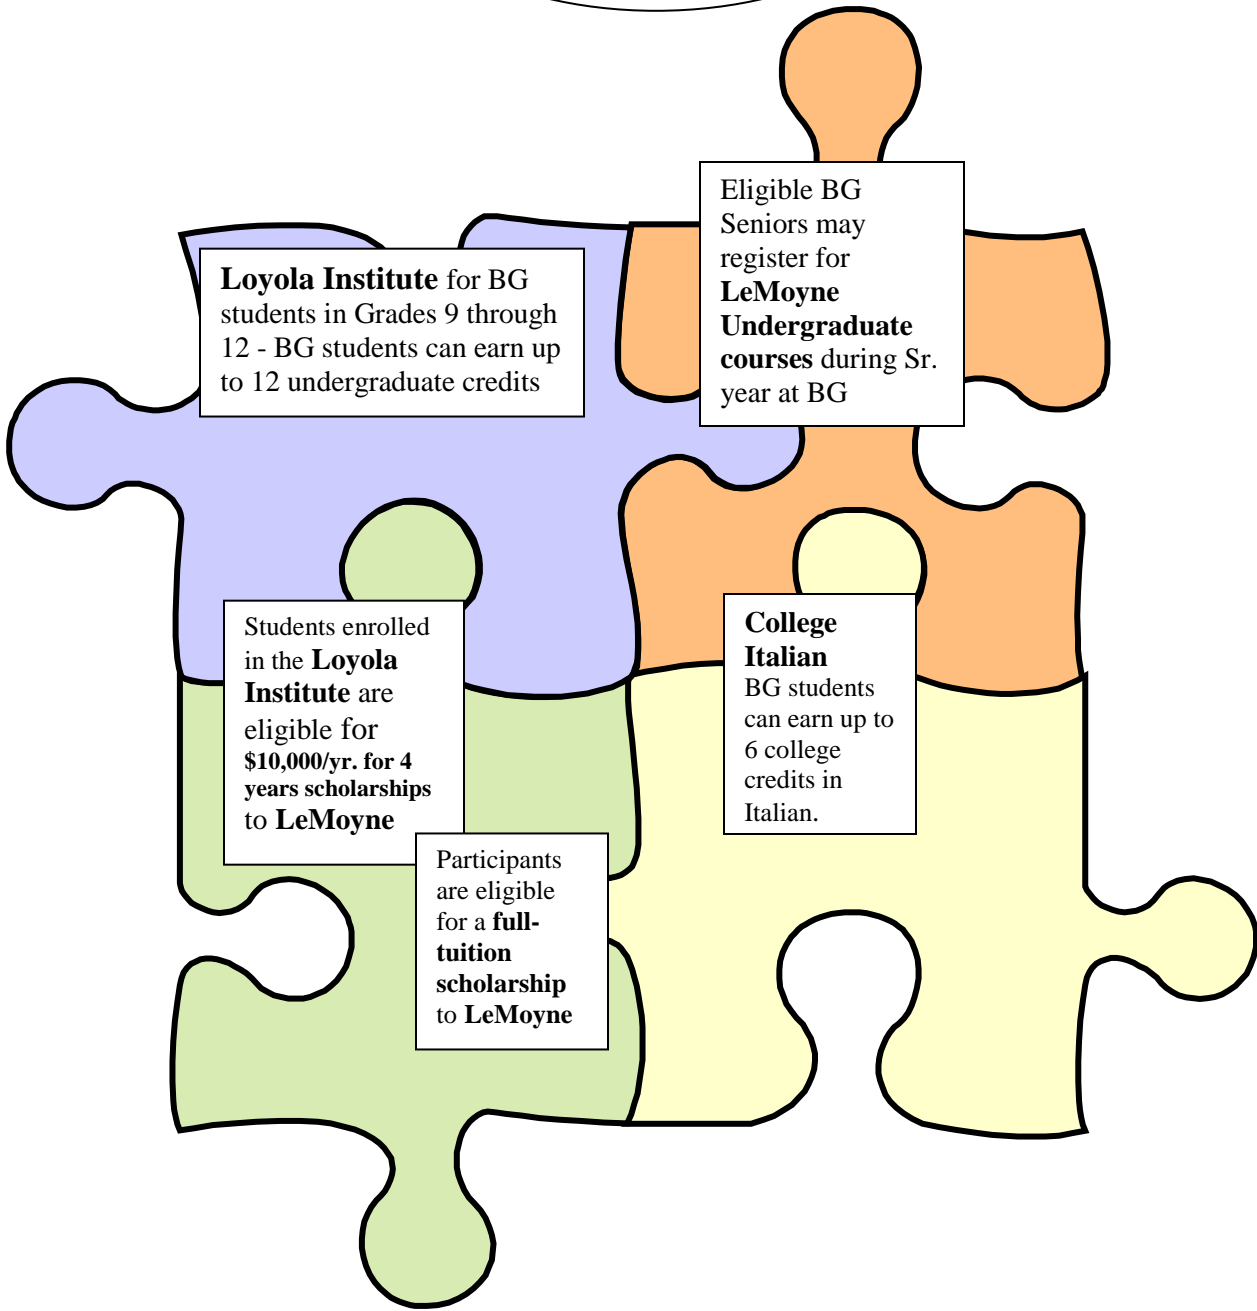 Loyola Institute for BG
students in Grades 9 through
12 - BG students can earn up
to 12 undergraduate credits
Eligible BG
Seniors may
register for
LeMoyne
Undergraduate
courses during Sr.
year at BG
Students enrolled
in the Loyola
Institute are
eligible for
$10,000/yr. for 4
years scholarships
to LeMoyne
College
Italian
BG students
can earn up to
6 college
credits in
Italian.
Participants
are eligible
for a full-
tuition
scholarship
to LeMoyne